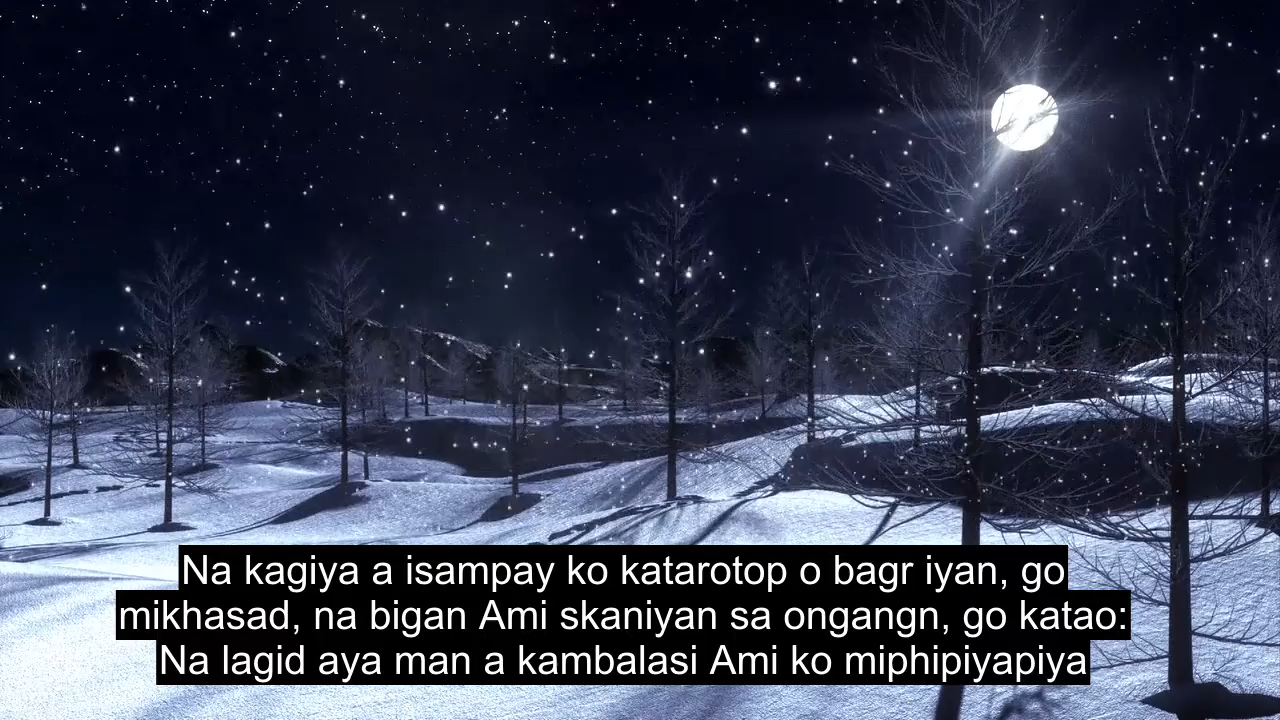 Na kagiya a isampay ko katarotop o bagr iyan, go
mikhasad, na bigan Ami skaniyan sa ongangn, go katao:
Na lagid aya man a kambalasi Ami ko miphipiyapiya